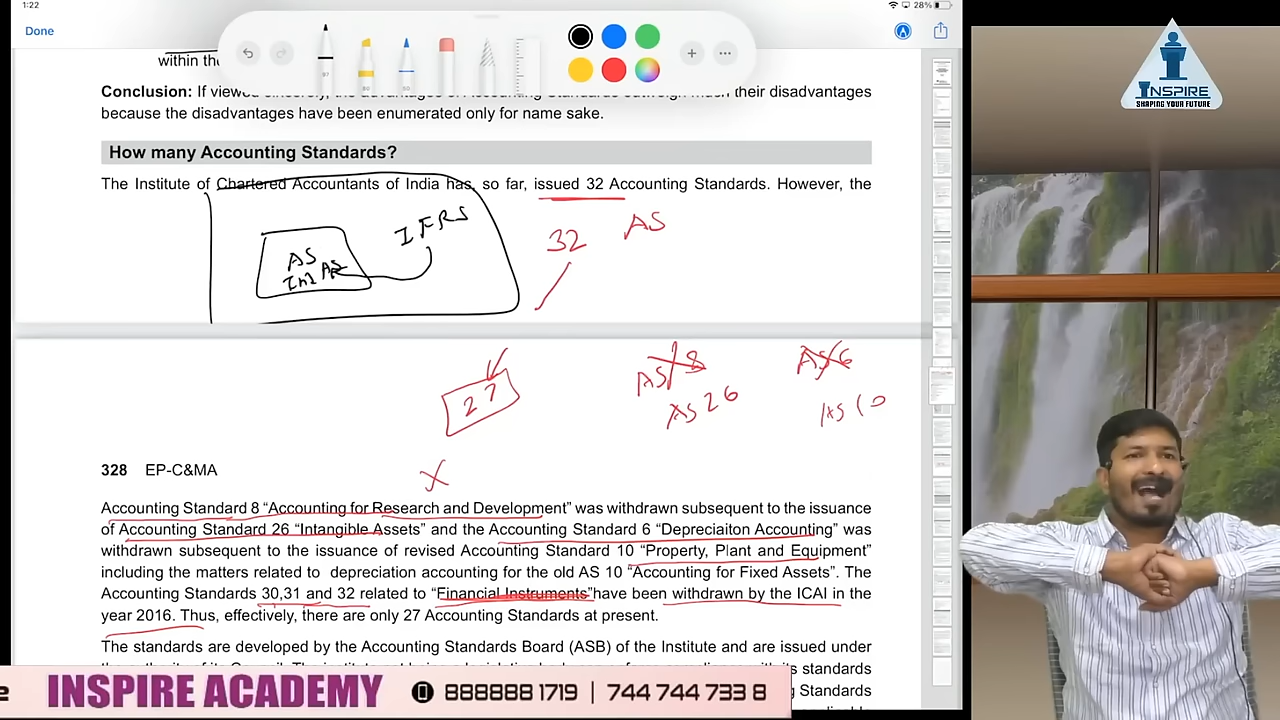 1:22
28%
Done
within the
INSPIRE
SHAPING YOUR FUTURE
Conclusion: If viewed their disadvantages
because the disadvantages have been enumerated only for name sake.
How many Accounting Standards?
The Institute of Chartered Accountants of India has, so far, issued 32 Accounting Standards. However, the
IFRS
32 AS
AS
Ind AS
27
AS 8
AS 6
AS 26
AS 10
328 EP-C&MA
X
Accounting Standard 8 “Accounting for Research and Development” was withdrawn subsequent to the issuance
of Accounting Standard 26 “Intangible Assets” and the Accounting Standard 6 “Depreciaiton Accounting” was
withdrawn subsequent to the issuance of revised Accounting Standard 10 “Property, Plant and Equipment”
including the matters related to depreciation accounting for the old AS 10 “Accounting for Fixed Assets”. The
Accounting Standards 30,31 and 32 related to “Financial Instruments”have been withdrawn by the ICAI in the
year 2016. Thus, effectively, there are only 27 Accounting Standards at present.
The standards are developed by the Accounting Standards Board (ASB) of the Institute and are issued under
its standards
INSPIRE ACADEMY 888888 1719 | 744 744 733 8
Standards